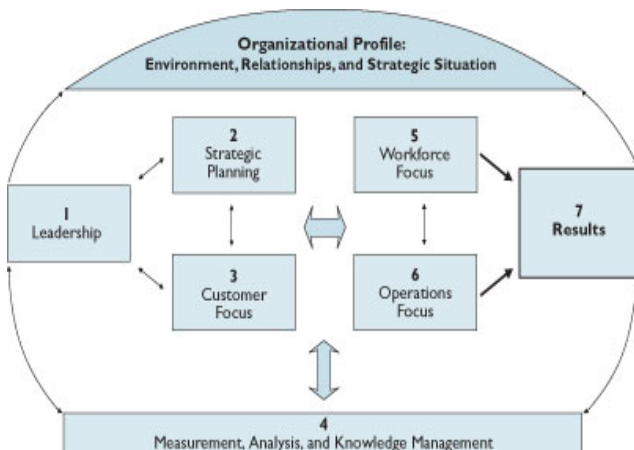 Organizational Profile:
Environment, Relationships, and Strategic Situation
2
Strategic
Planning
5
Workforce
Focus
1
Leadership
7
Results
3
Customer
Focus
6
Operations
Focus
4
Measurement, Analysis, and Knowledge Management